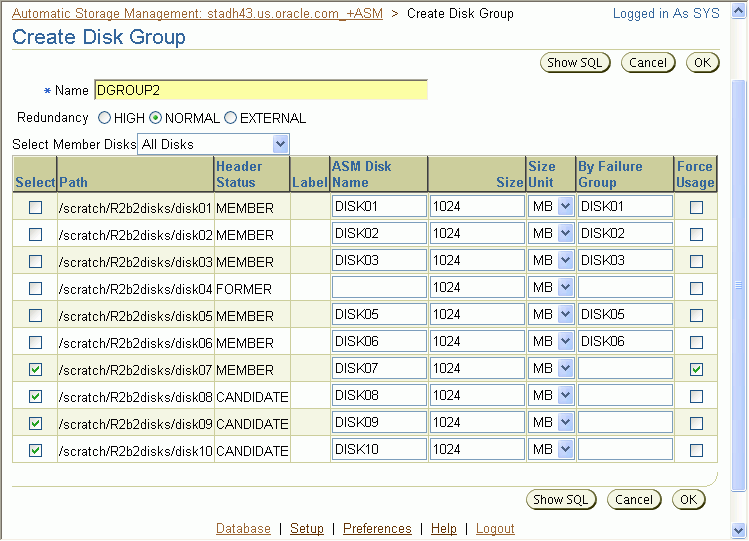 Automatic Storage Management: stadh43.us.oracle.com_+ASM > Create Disk Group Logged in As SYS
Create Disk Group
Show SQL Cancel OK
* Name DGROUP2
Redundancy HIGH NORMAL EXTERNAL
Select Member Disks All Disks
Select Path Header Status Label ASM Disk Name Size Size Unit By Failure Group Force Usage
/scratch/R2b2disks/disk01 MEMBER DISK01 1024 MB DISK01
/scratch/R2b2disks/disk02 MEMBER DISK02 1024 MB DISK02
/scratch/R2b2disks/disk03 MEMBER DISK03 1024 MB DISK03
/scratch/R2b2disks/disk04 FORMER 1024 MB
/scratch/R2b2disks/disk05 MEMBER DISK05 1024 MB DISK05
/scratch/R2b2disks/disk06 MEMBER DISK06 1024 MB DISK06
/scratch/R2b2disks/disk07 MEMBER DISK07 1024 MB
/scratch/R2b2disks/disk08 CANDIDATE DISK08 1024 MB
/scratch/R2b2disks/disk09 CANDIDATE DISK09 1024 MB
/scratch/R2b2disks/disk10 CANDIDATE DISK10 1024 MB
Show SQL Cancel OK
Database | Setup | Preferences | Help | Logout